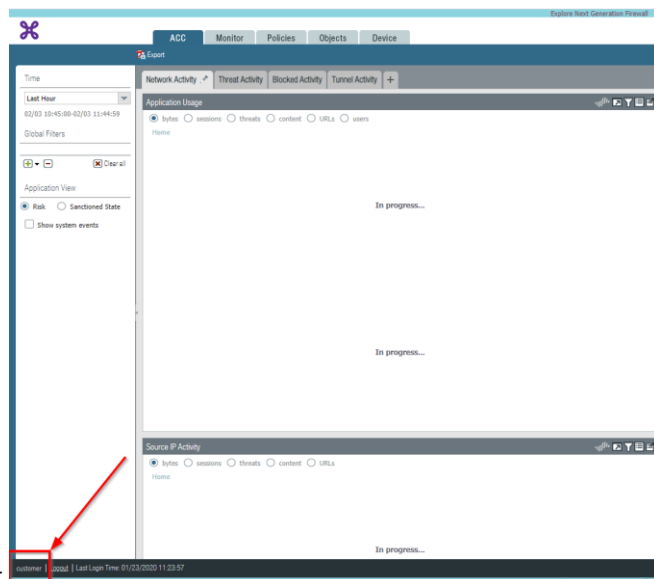 Explore Next Generation Firewall
ACC Monitor Policies Objects Device
Export
Time
Last Hour
02/03 10:45:00-02/03 11:44:59
Global Filters
Clear all
Application View
Risk Sanctioned State
Show system events
Network Activity Threat Activity Blocked Activity Tunnel Activity +
Application Usage
bytes sessions threats content URLs users
Home
In progress...
In progress...
Source IP Activity
bytes sessions threats content URLs
Home
In progress...
customer | Logout | Last Login Time: 01/23/2020 11:23:57